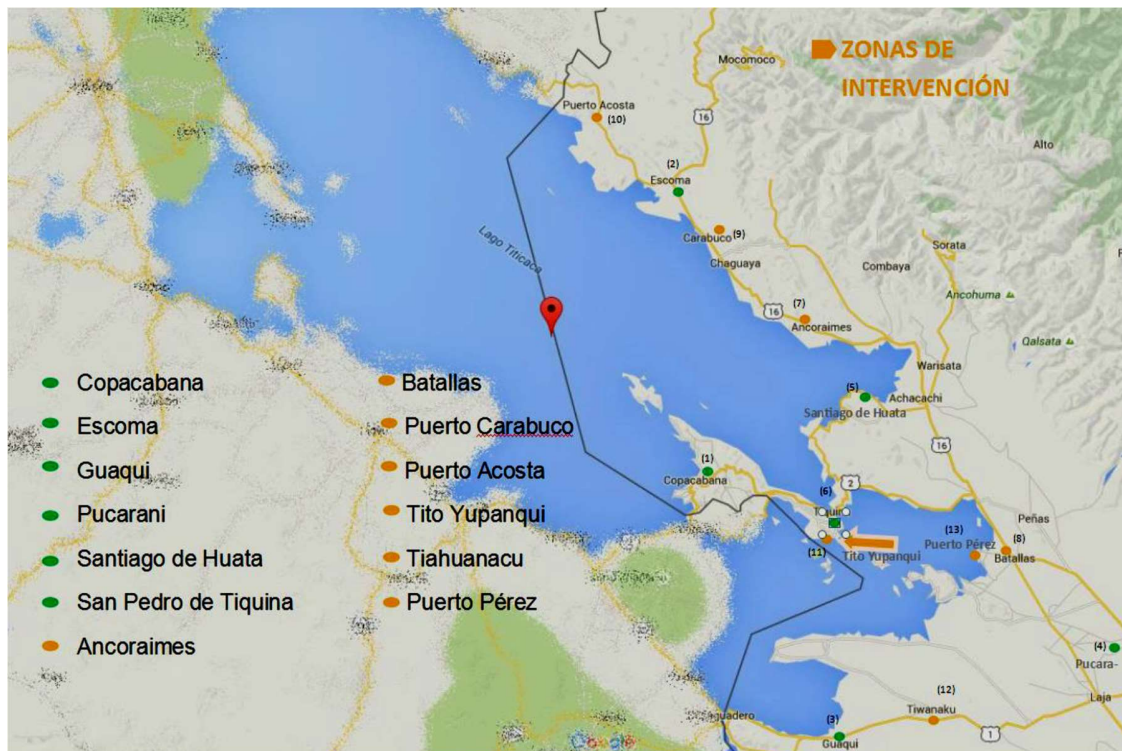 ZONAS DE
INTERVENCIÓN
Mocomoco
Puerto Acosta
(10)
16
Alto
(2)
Escoma
Carabuco
(9)
Chaguaya
Lago Titicaca
Sorata
Combaya
Ancohuma
(7)
16
Ancoraimes
Qalsata
Warisata
(5)
Achacachi
Santiago de Huata
16
Copacabana
Escoma
Guaqui
Pucarani
Santiago de Huata
San Pedro de Tiquina
Ancoraimes
Batallas
Puerto Carabuco
Puerto Acosta
Tito Yupanqui
Tiahuanacu
Puerto Pérez
(1)
Copacabana
2
(6)
Peñas
(13)
(8)
Puerto Pérez
Batallas
(11)
Tito Yupanqui
(4)
Pucara-
Laja
(12)
Tiwanaku
guadero
(3)
Guaqui
1